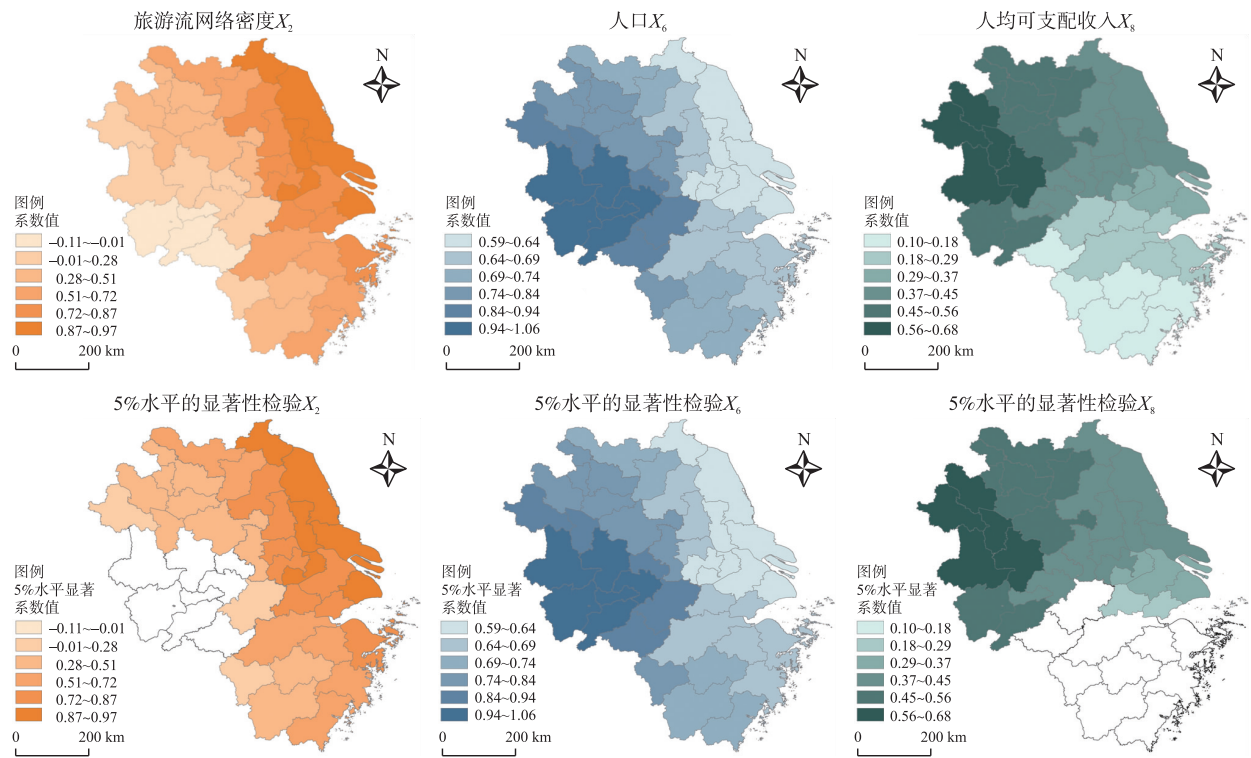 旅游流网络密度X₂
N
图例
系数值
–0.11~–0.01
–0.01~0.28
0.28~0.51
0.51~0.72
0.72~0.87
0.87~0.97
0
200 km
人口X₆
N
图例
系数值
0.59~0.64
0.64~0.69
0.69~0.74
0.74~0.84
0.84~0.94
0.94~1.06
0
200 km
人均可支配收入X₈
N
图例
系数值
0.10~0.18
0.18~0.29
0.29~0.37
0.37~0.45
0.45~0.56
0.56~0.68
0
200 km
5%水平的显著性检验X₂
N
图例
5%水平显著
系数值
–0.11~–0.01
–0.01~0.28
0.28~0.51
0.51~0.72
0.72~0.87
0.87~0.97
0
200 km
5%水平的显著性检验X₆
N
图例
5%水平显著
系数值
0.59~0.64
0.64~0.69
0.69~0.74
0.74~0.84
0.84~0.94
0.94~1.06
0
200 km
5%水平的显著性检验X₈
N
图例
5%水平显著
系数值
0.10~0.18
0.18~0.29
0.29~0.37
0.37~0.45
0.45~0.56
0.56~0.68
0
200 km